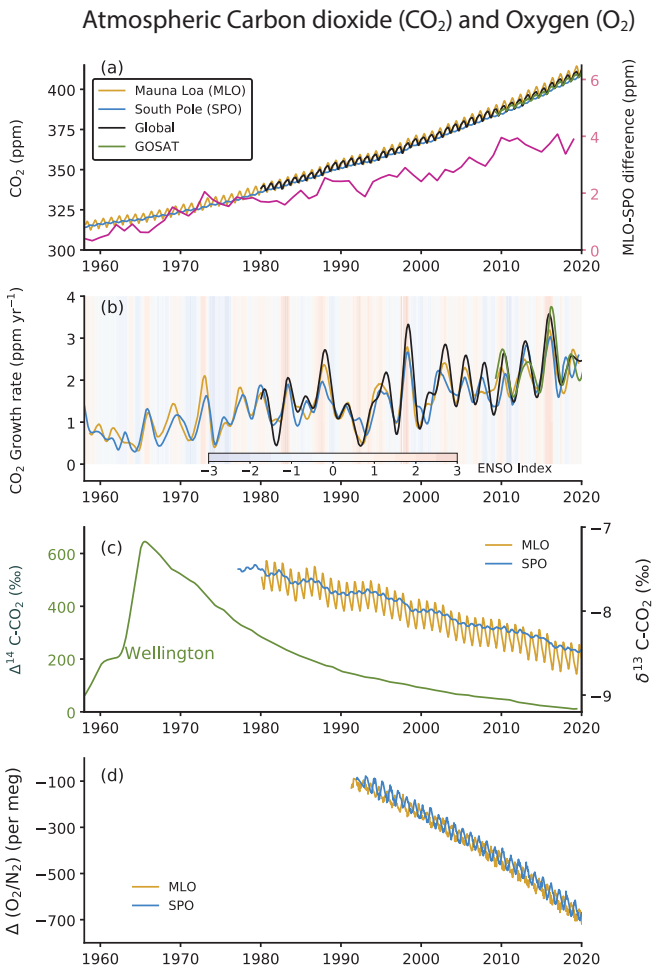 Atmospheric Carbon dioxide (CO₂) and Oxygen (O₂)
(a)
Mauna Loa (MLO)
South Pole (SPO)
Global
GOSAT
CO₂ (ppm)
400
375
350
325
300
MLO-SPO difference (ppm)
6
4
2
0
1960 1970 1980 1990 2000 2010 2020
(b)
CO₂ Growth rate (ppm yr⁻¹)
4
3
2
1
0
−3 −2 −1 0 1 2 3 ENSO Index
1960 1970 1980 1990 2000 2010 2020
(c)
MLO
SPO
Wellington
Δ¹⁴ C-CO₂ (‰)
600
400
200
0
δ¹³ C-CO₂ (‰)
−7
−8
−9
1960 1970 1980 1990 2000 2010 2020
(d)
MLO
SPO
Δ (O₂/N₂) (per meg)
−100
−300
−500
−700
1960 1970 1980 1990 2000 2010 2020